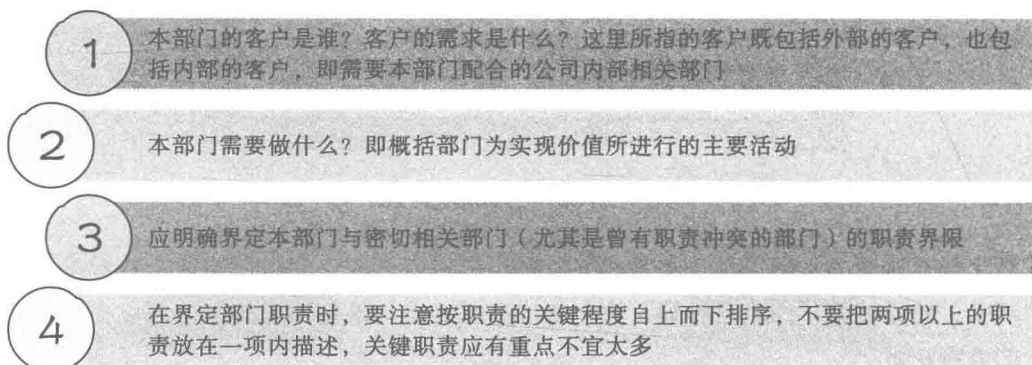 1
本部门的客户是谁？客户的需求是什么？这里所指的客户既包括外部的客户，也包
括内部的客户，即需要本部门配合的公司内部相关部门
2
本部门需要做什么？即概括部门为实现价值所进行的主要活动
3
应明确界定本部门与密切相关部门（尤其是曾有职责冲突的部门）的职责界限
4
在界定部门职责时，要注意按职责的关键程度自上而下排序，不要把两项以上的职
责放在一项内描述，关键职责应有重点不宜太多